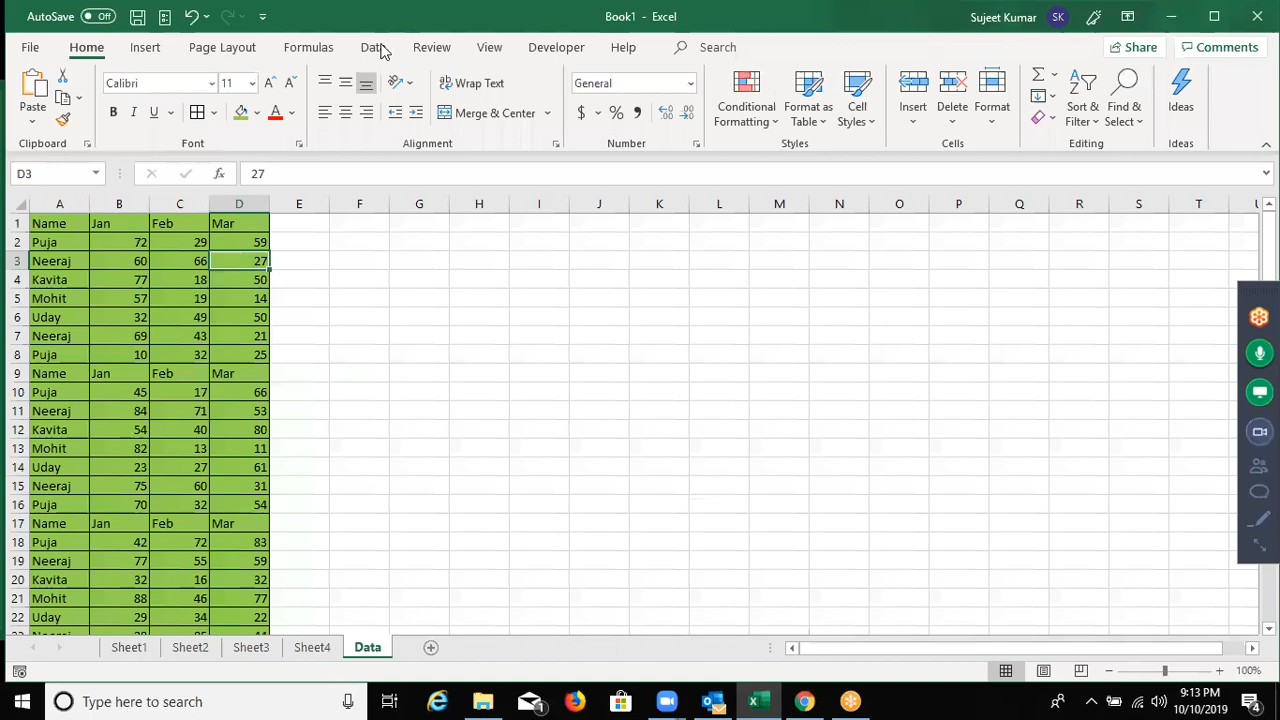 AutoSave Off Book1 - Excel Sujeet Kumar SK
File Home Insert Page Layout Formulas Data Review View Developer Help Search Share Comments
Paste Calibri 11 A A B I U A ab Wrap Text Merge & Center General $ % 9 Conditional Formatting Format as Table Cell Styles Insert Delete Format Sort & Filter Find & Select Ideas
Clipboard Font Alignment Number Styles Cells Editing Ideas
D3 fx 27
A B C D E F G H I J K L M N O P Q R S T U
1 Name Jan Feb Mar
2 Puja 72 29 59
3 Neeraj 60 66 27
4 Kavita 77 18 50
5 Mohit 57 19 14
6 Uday 32 49 50
7 Neeraj 69 43 21
8 Puja 10 32 25
9 Name Jan Feb Mar
10 Puja 45 17 66
11 Neeraj 84 71 53
12 Kavita 54 40 80
13 Mohit 82 13 11
14 Uday 23 27 61
15 Neeraj 75 60 31
16 Puja 70 32 54
17 Name Jan Feb Mar
18 Puja 42 72 83
19 Neeraj 77 55 59
20 Kavita 32 16 32
21 Mohit 88 46 77
22 Uday 29 34 22
Sheet1 Sheet2 Sheet3 Sheet4 Data
100%
Type here to search 9:13 PM
10/10/2019